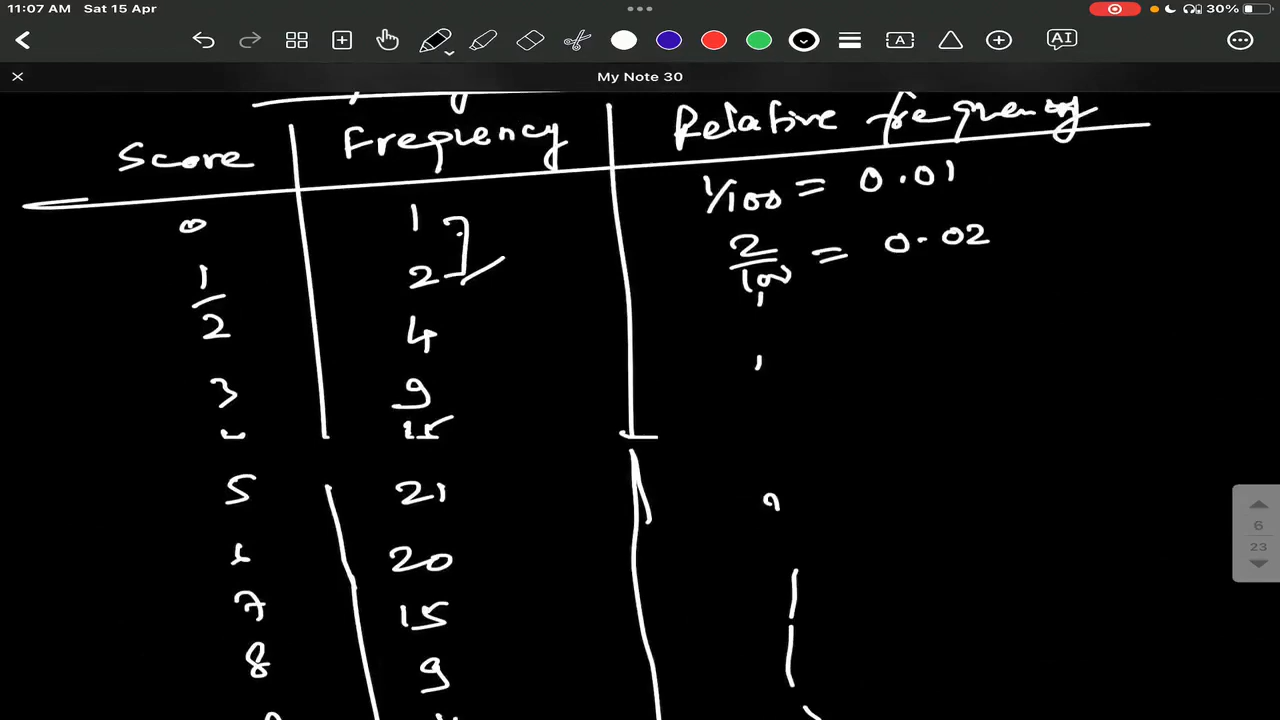 11:07 AM Sat 15 Apr
30%
A
AI
My Note 30
Score Frequency Relative frequency
0 1 1/100 = 0.01
1 2 2/100 = 0.02
2 4
3 9
15
5 21
6 20
7 15
8 9
6
23